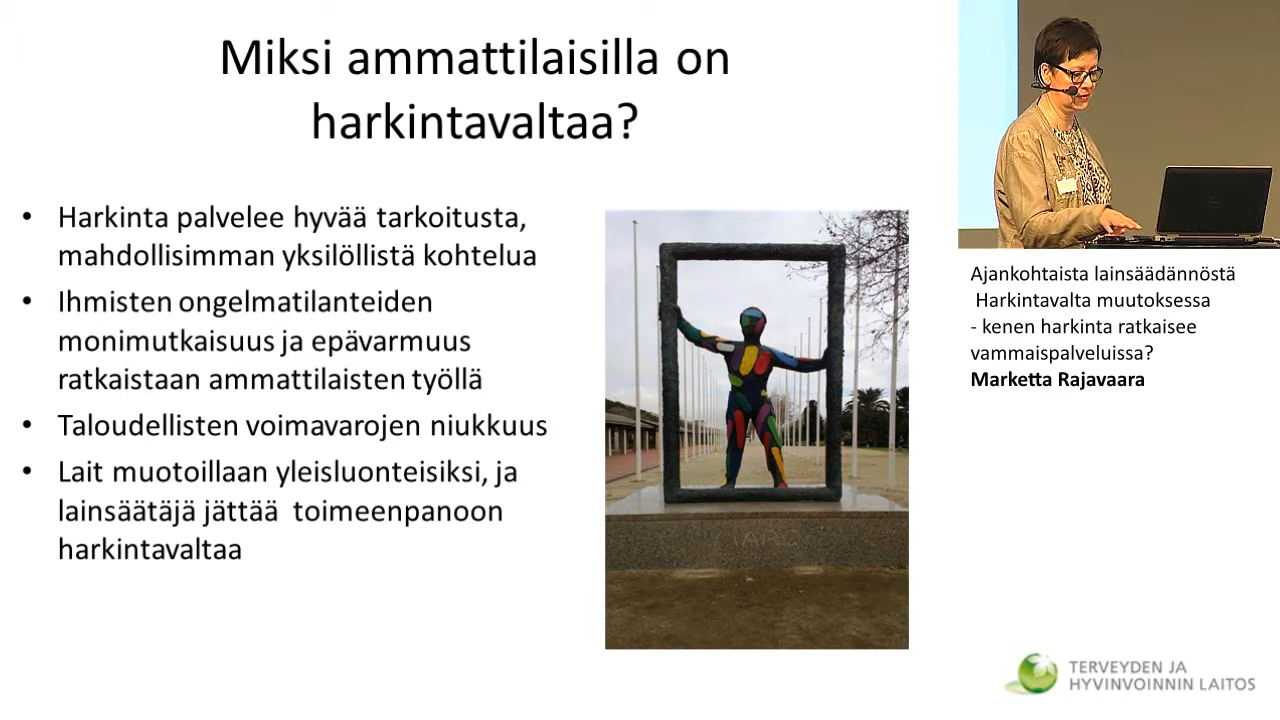 Miksi ammattilaisilla on
harkintavaltaa?
• Harkinta palvelee hyvää tarkoitusta,
mahdollisimman yksilöllistä kohtelua
• Ihmisten ongelmatilanteiden
monimutkaisuus ja epävarmuus
ratkaistaan ammattilaisten työllä
• Taloudellisten voimavarojen niukkuus
• Lait muotoillaan yleisluonteisiksi, ja
lainsäätäjä jättää toimeenpanoon
harkintavaltaa
Ajankohtaista lainsäädännöstä
Harkintavalta muutoksessa
- kenen harkinta ratkaisee
vammaispalveluissa?
Marketta Rajavaara
TERVEYDEN JA
HYVINVOINNIN LAITOS